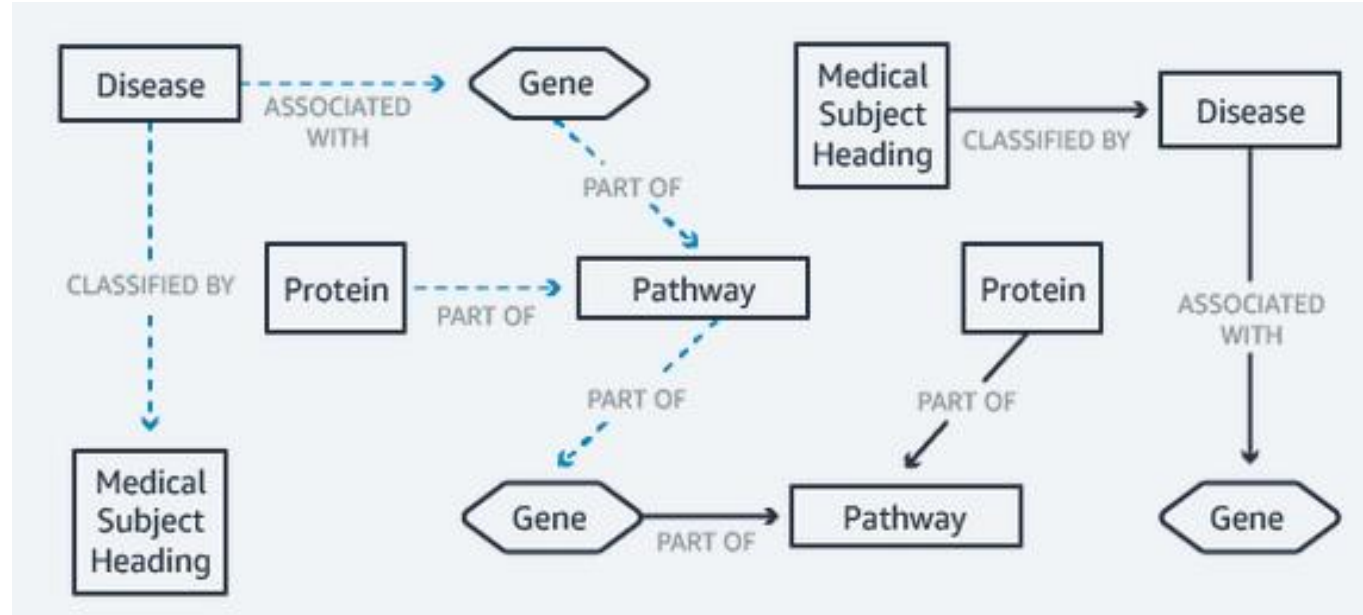 Disease
ASSOCIATED
WITH
Gene
PART OF
Medical
Subject
Heading
CLASSIFIED BY
Disease
CLASSIFIED BY
Protein
PART OF
Pathway
Protein
PART OF
ASSOCIATED
WITH
PART OF
Medical
Subject
Heading
Gene
PART OF
Pathway
Gene